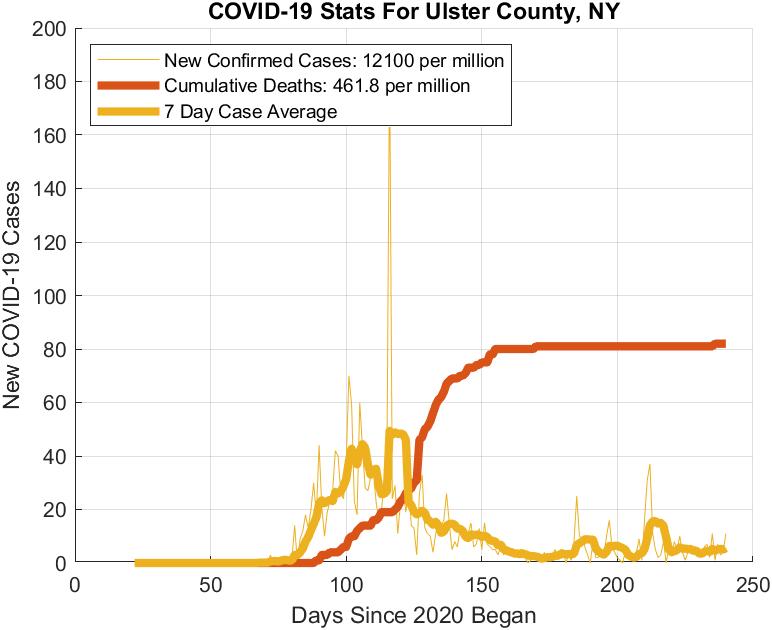 COVID-19 Stats For Ulster County, NY
200
180
160
140
120
100
80
60
40
20
0
New COVID-19 Cases
New Confirmed Cases: 12100 per million
Cumulative Deaths: 461.8 per million
7 Day Case Average
0 50 100 150 200 250
Days Since 2020 Began